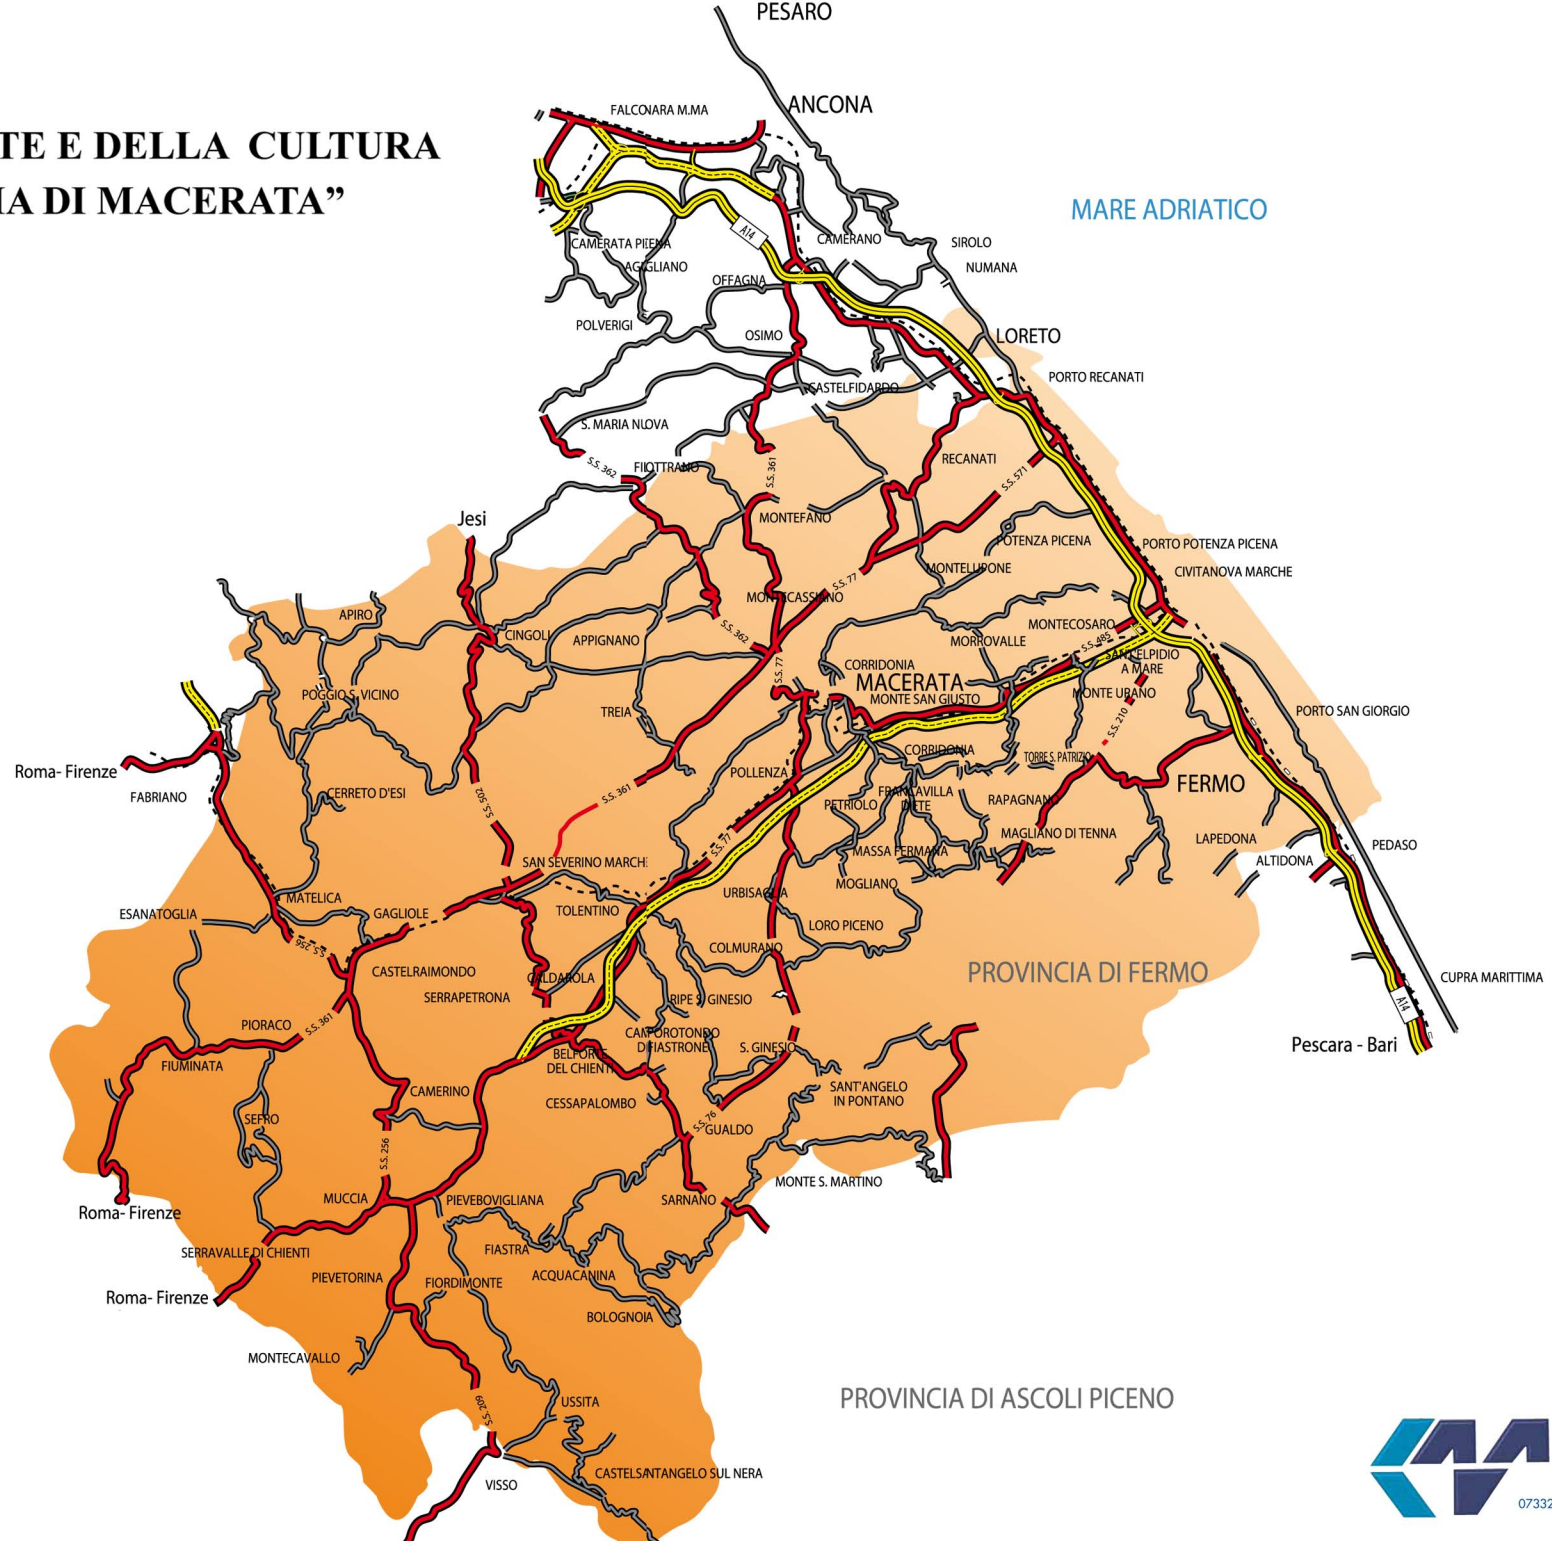 PESARO
FALCONARA M.MA
ANCONA
TE E DELLA CULTURA
IA DI MACERATA”
MARE ADRIATICO
A14
CAMERATA PICENA
CAMERANO
SIROLO
AGUGLIANO
NUMANA
OFFAGNA
POLVERIGI
OSIMO
LORETO
PORTO RECANATI
CASTELFIDARDO
S. MARIA NUOVA
S.S. 362
FILOTTRANO
S.S. 361
RECANATI
S.S. 571
Jesi
MONTEFANO
POTENZA PICENA
PORTO POTENZA PICENA
MONTELUPONE
CIVITANOVA MARCHE
S.S. 77
MONTECASSIANO
APIRO
CINGOLI
APPIGNANO
S.S. 362
MONTECOSARO
MORROVALLE
S.S. 485
SANT'ELPIDIO
A MARE
S.S. 77
CORRIDONIA
MACERATA
POGGIO S. VICINO
MONTE SAN GIUSTO
MONTE URANO
TREIA
PORTO SAN GIORGIO
S.S. 210
CORRIDONIA
TORRE S. PATRIZIO
Roma- Firenze
POLLENZA
FERMO
FABRIANO
CERRETO D'ESI
S.S. 502
S.S. 361
PETRIOLO
FRANCAVILLA
D'ETE
RAPAGNANO
MAGLIANO DI TENNA
LAPEDONA
PEDASO
S.S. 77
MASSA FERMANA
SAN SEVERINO MARCHE
ALTIDONA
MOGLIANO
URBISAGLIA
MATELICA
ESANATOGLIA
GAGLIOLE
TOLENTINO
LORO PICENO
S.S. 256
COLMURANO
CASTELRAIMONDO
CALDAROLA
PROVINCIA DI FERMO
CUPRA MARITTIMA
SERRAPETRONA
RIPE S. GINESIO
A14
PIORACO
S.S. 361
CAMPOROTONDO
DI FIASTRONE
S. GINESIO
Pescara - Bari
BELFORTE
DEL CHIENTI
FIUMINATA
CAMERINO
SANT'ANGELO
IN PONTANO
CESSAPALOMBO
SEFRO
S.S. 76
GUALDO
S.S. 256
MONTE S. MARTINO
MUCCIA
PIEVEBOVIGLIANA
SARNANO
Roma- Firenze
SERRAVALLE DI CHIENTI
FIASTRA
PIEVETORINA
FIORDIMONTE
ACQUACANINA
Roma- Firenze
BOLOGNOIA
MONTECAVALLO
S.S. 209
USSITA
PROVINCIA DI ASCOLI PICENO
CASTELSANTANGELO SUL NERA
VISSO
07332